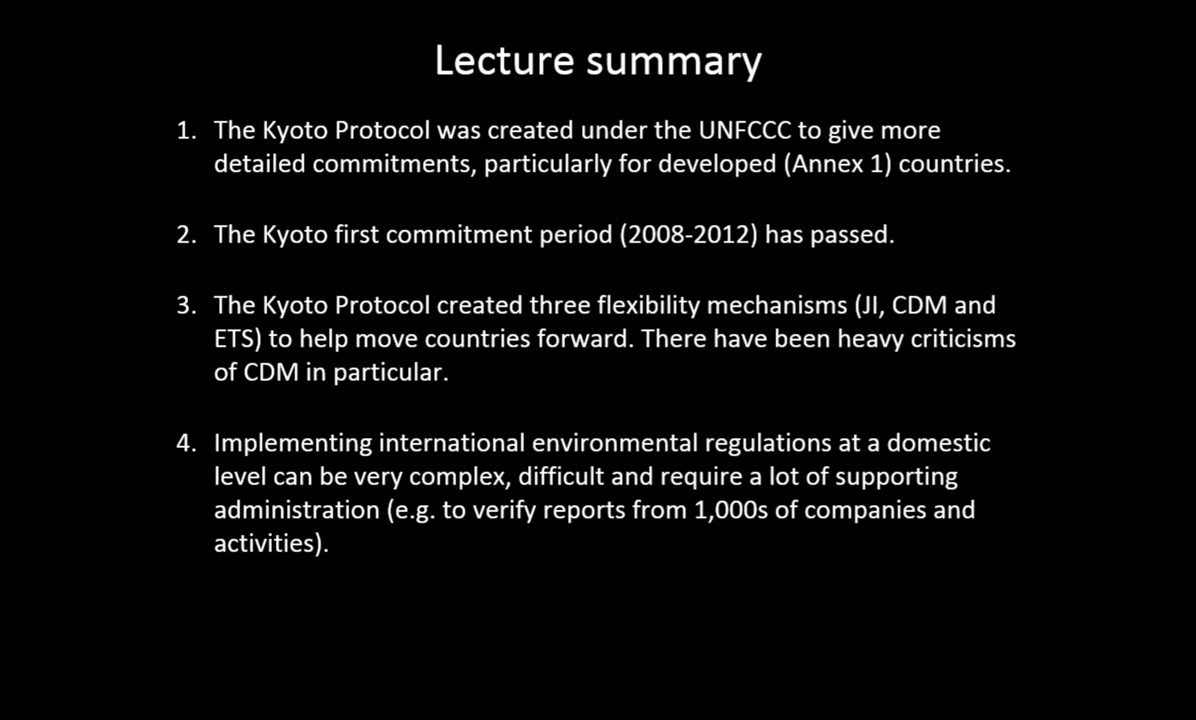 Lecture summary
1. The Kyoto Protocol was created under the UNFCCC to give more
detailed commitments, particularly for developed (Annex 1) countries.
2. The Kyoto first commitment period (2008-2012) has passed.
3. The Kyoto Protocol created three flexibility mechanisms (JI, CDM and
ETS) to help move countries forward. There have been heavy criticisms
of CDM in particular.
4. Implementing international environmental regulations at a domestic
level can be very complex, difficult and require a lot of supporting
administration (e.g. to verify reports from 1,000s of companies and
activities).